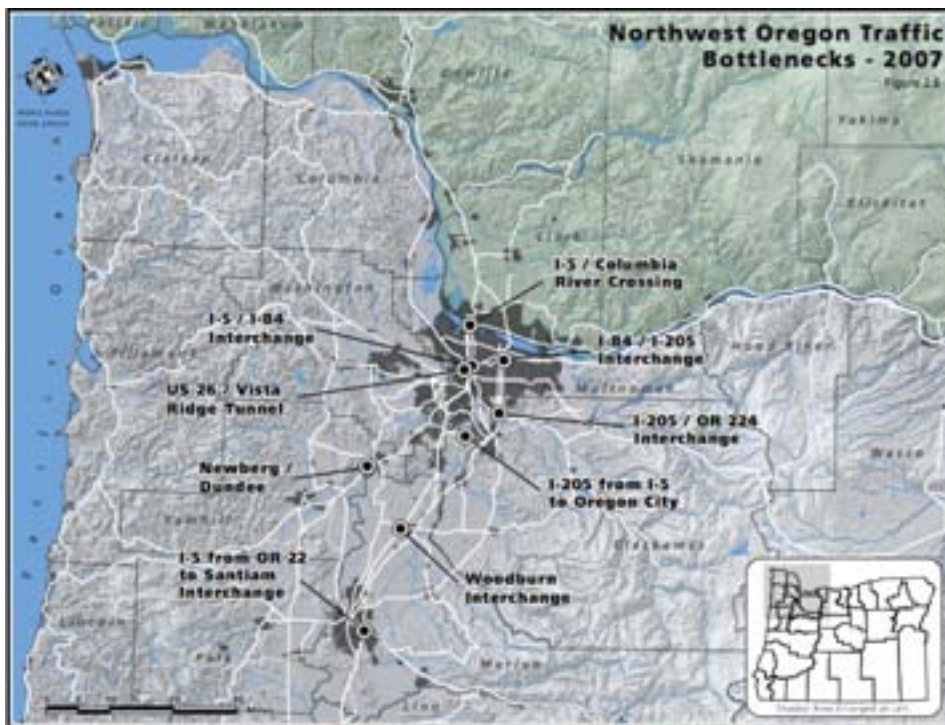 Northwest Oregon Traffic
Bottlenecks - 2007
Pacific
Wahkiakum
Cowlitz
Yakima
Clatsop
Columbia
Skamania
Klickitat
Clark
I-5 / Columbia
River Crossing
Washington
I-5 / I-84
Interchange
I-84 / I-205
Interchange
Hood River
Tillamook
Multnomah
US 26 / Vista
Ridge Tunnel
I-205 / OR 224
Interchange
Wasco
Newberg /
Dundee
I-205 from I-5
to Oregon City
Yamhill
Clackamas
I-5 from OR 22
to Santiam
Interchange
Woodburn
Interchange
Lincoln
Polk
Marion
Linn